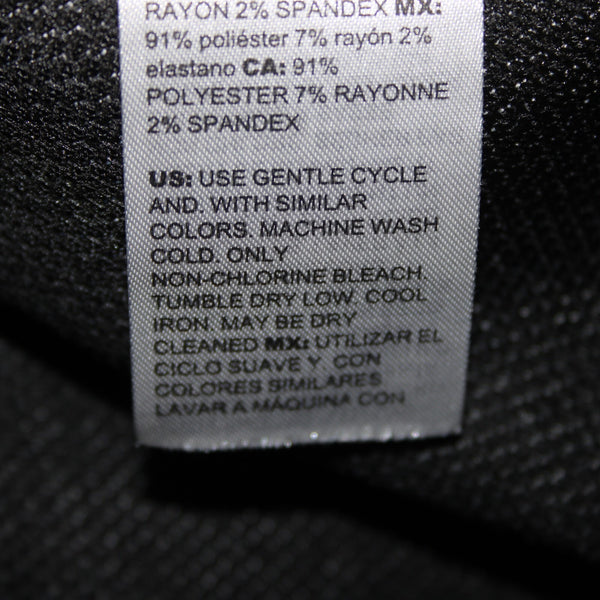 RAYON 2% SPANDEX MX:
91% poliéster 7% rayón 2%
elastano CA: 91%
POLYESTER 7% RAYONNE
2% SPANDEX
US: USE GENTLE CYCLE
AND. WITH SIMILAR
COLORS. MACHINE WASH
COLD. ONLY
NON-CHLORINE BLEACH.
TUMBLE DRY LOW. COOL
IRON. MAY BE DRY
CLEANED MX: UTILIZAR EL
CICLO SUAVE Y. CON
COLORES SIMILARES
LAVAR A MÁQUINA CON